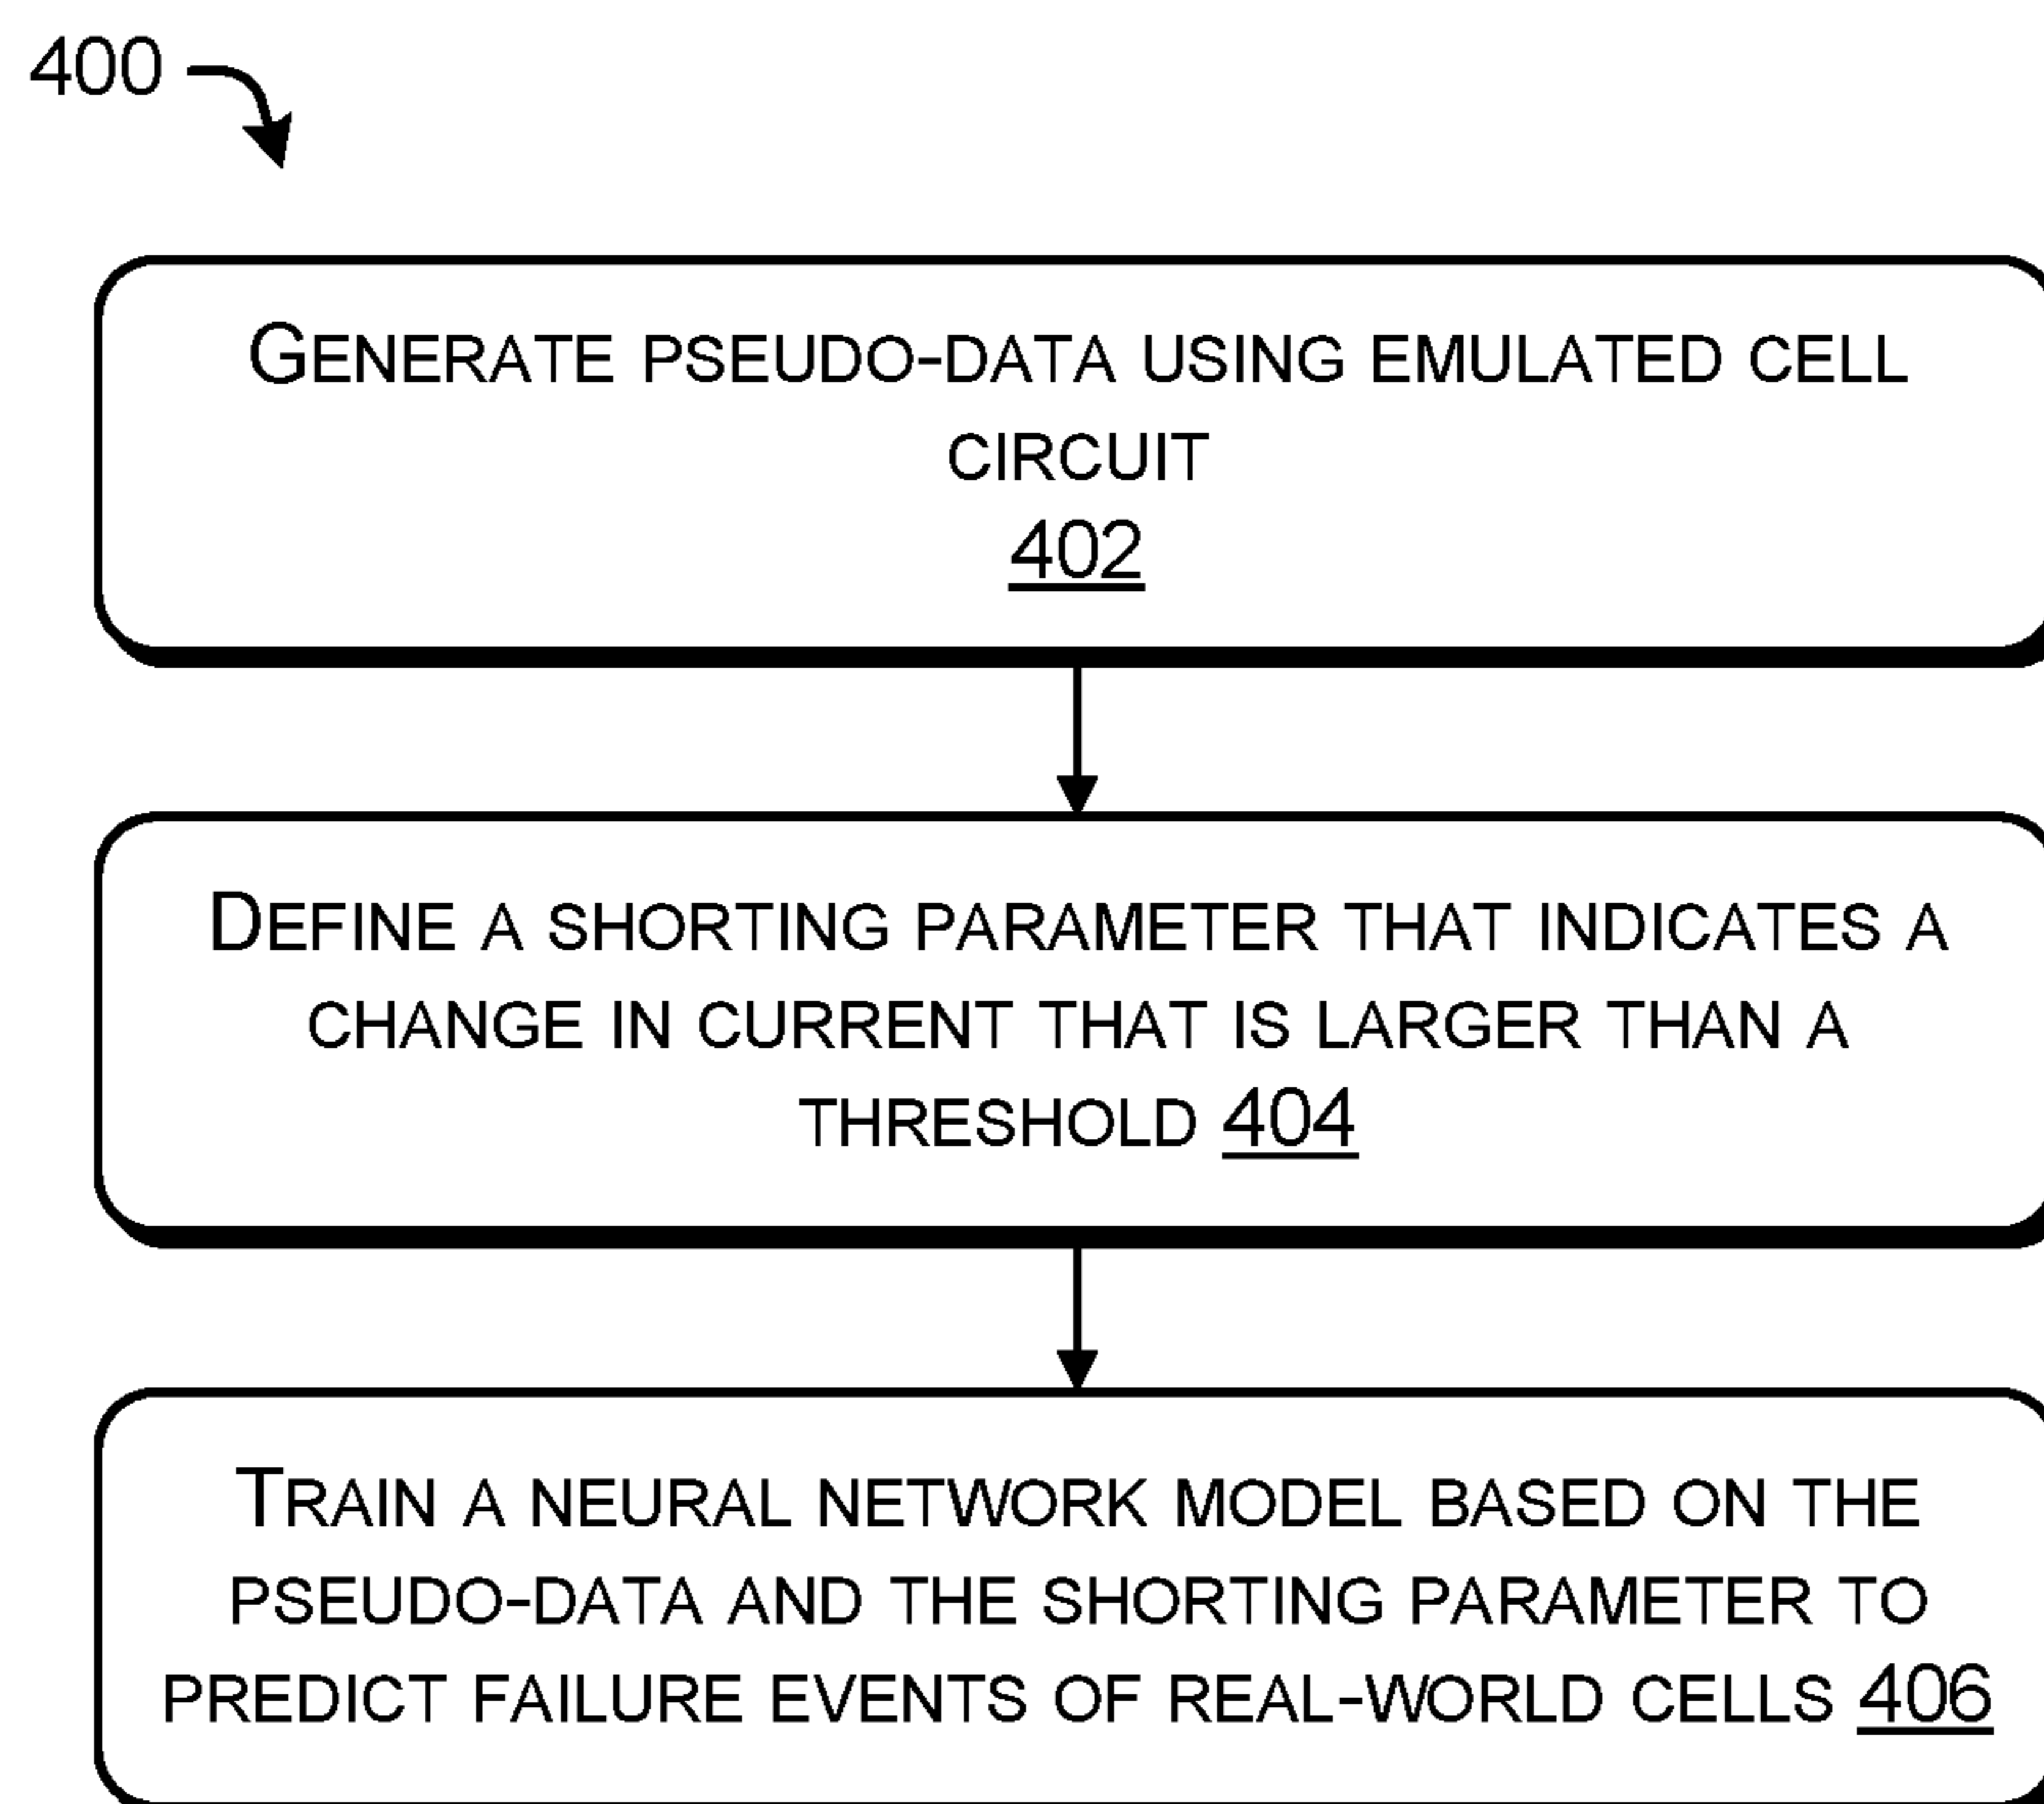 400
GENERATE PSEUDO-DATA USING EMULATED CELL
CIRCUIT
402
DEFINE A SHORTING PARAMETER THAT INDICATES A
CHANGE IN CURRENT THAT IS LARGER THAN A
THRESHOLD 404
TRAIN A NEURAL NETWORK MODEL BASED ON THE
PSEUDO-DATA AND THE SHORTING PARAMETER TO
PREDICT FAILURE EVENTS OF REAL-WORLD CELLS 406